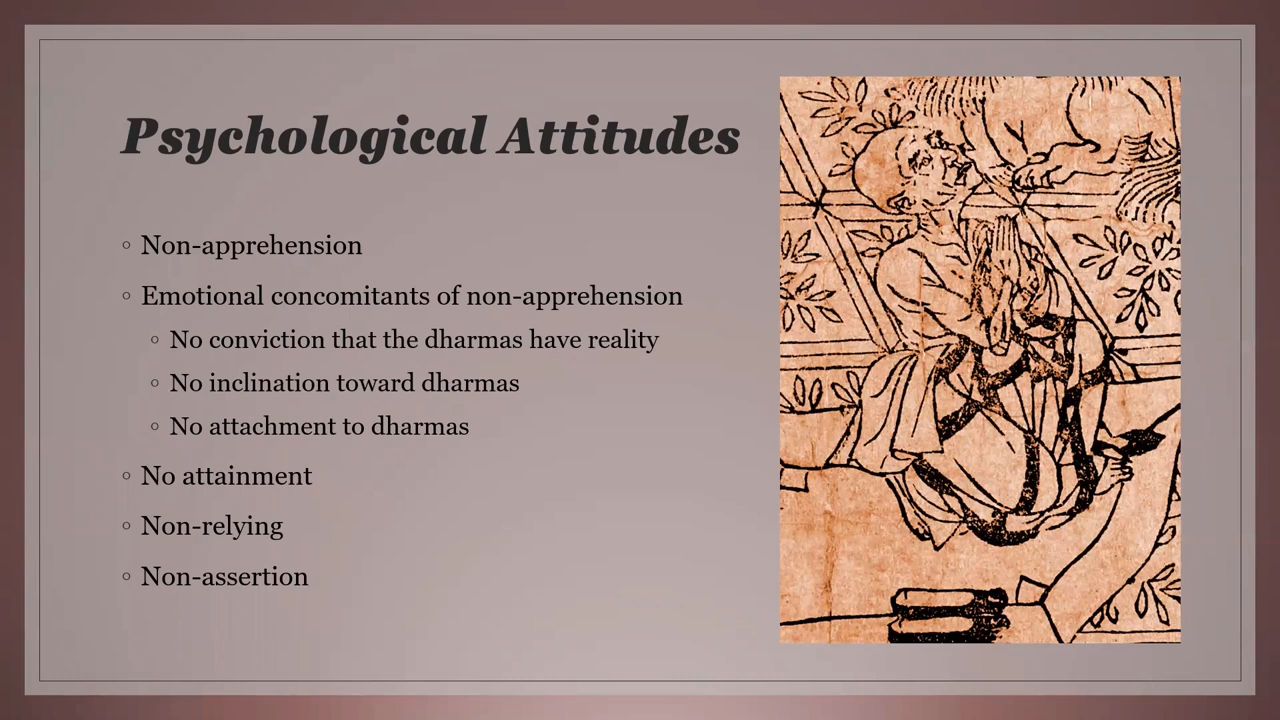 Psychological Attitudes
◦ Non-apprehension
◦ Emotional concomitants of non-apprehension
◦ No conviction that the dharmas have reality
◦ No inclination toward dharmas
◦ No attachment to dharmas
◦ No attainment
◦ Non-relying
◦ Non-assertion